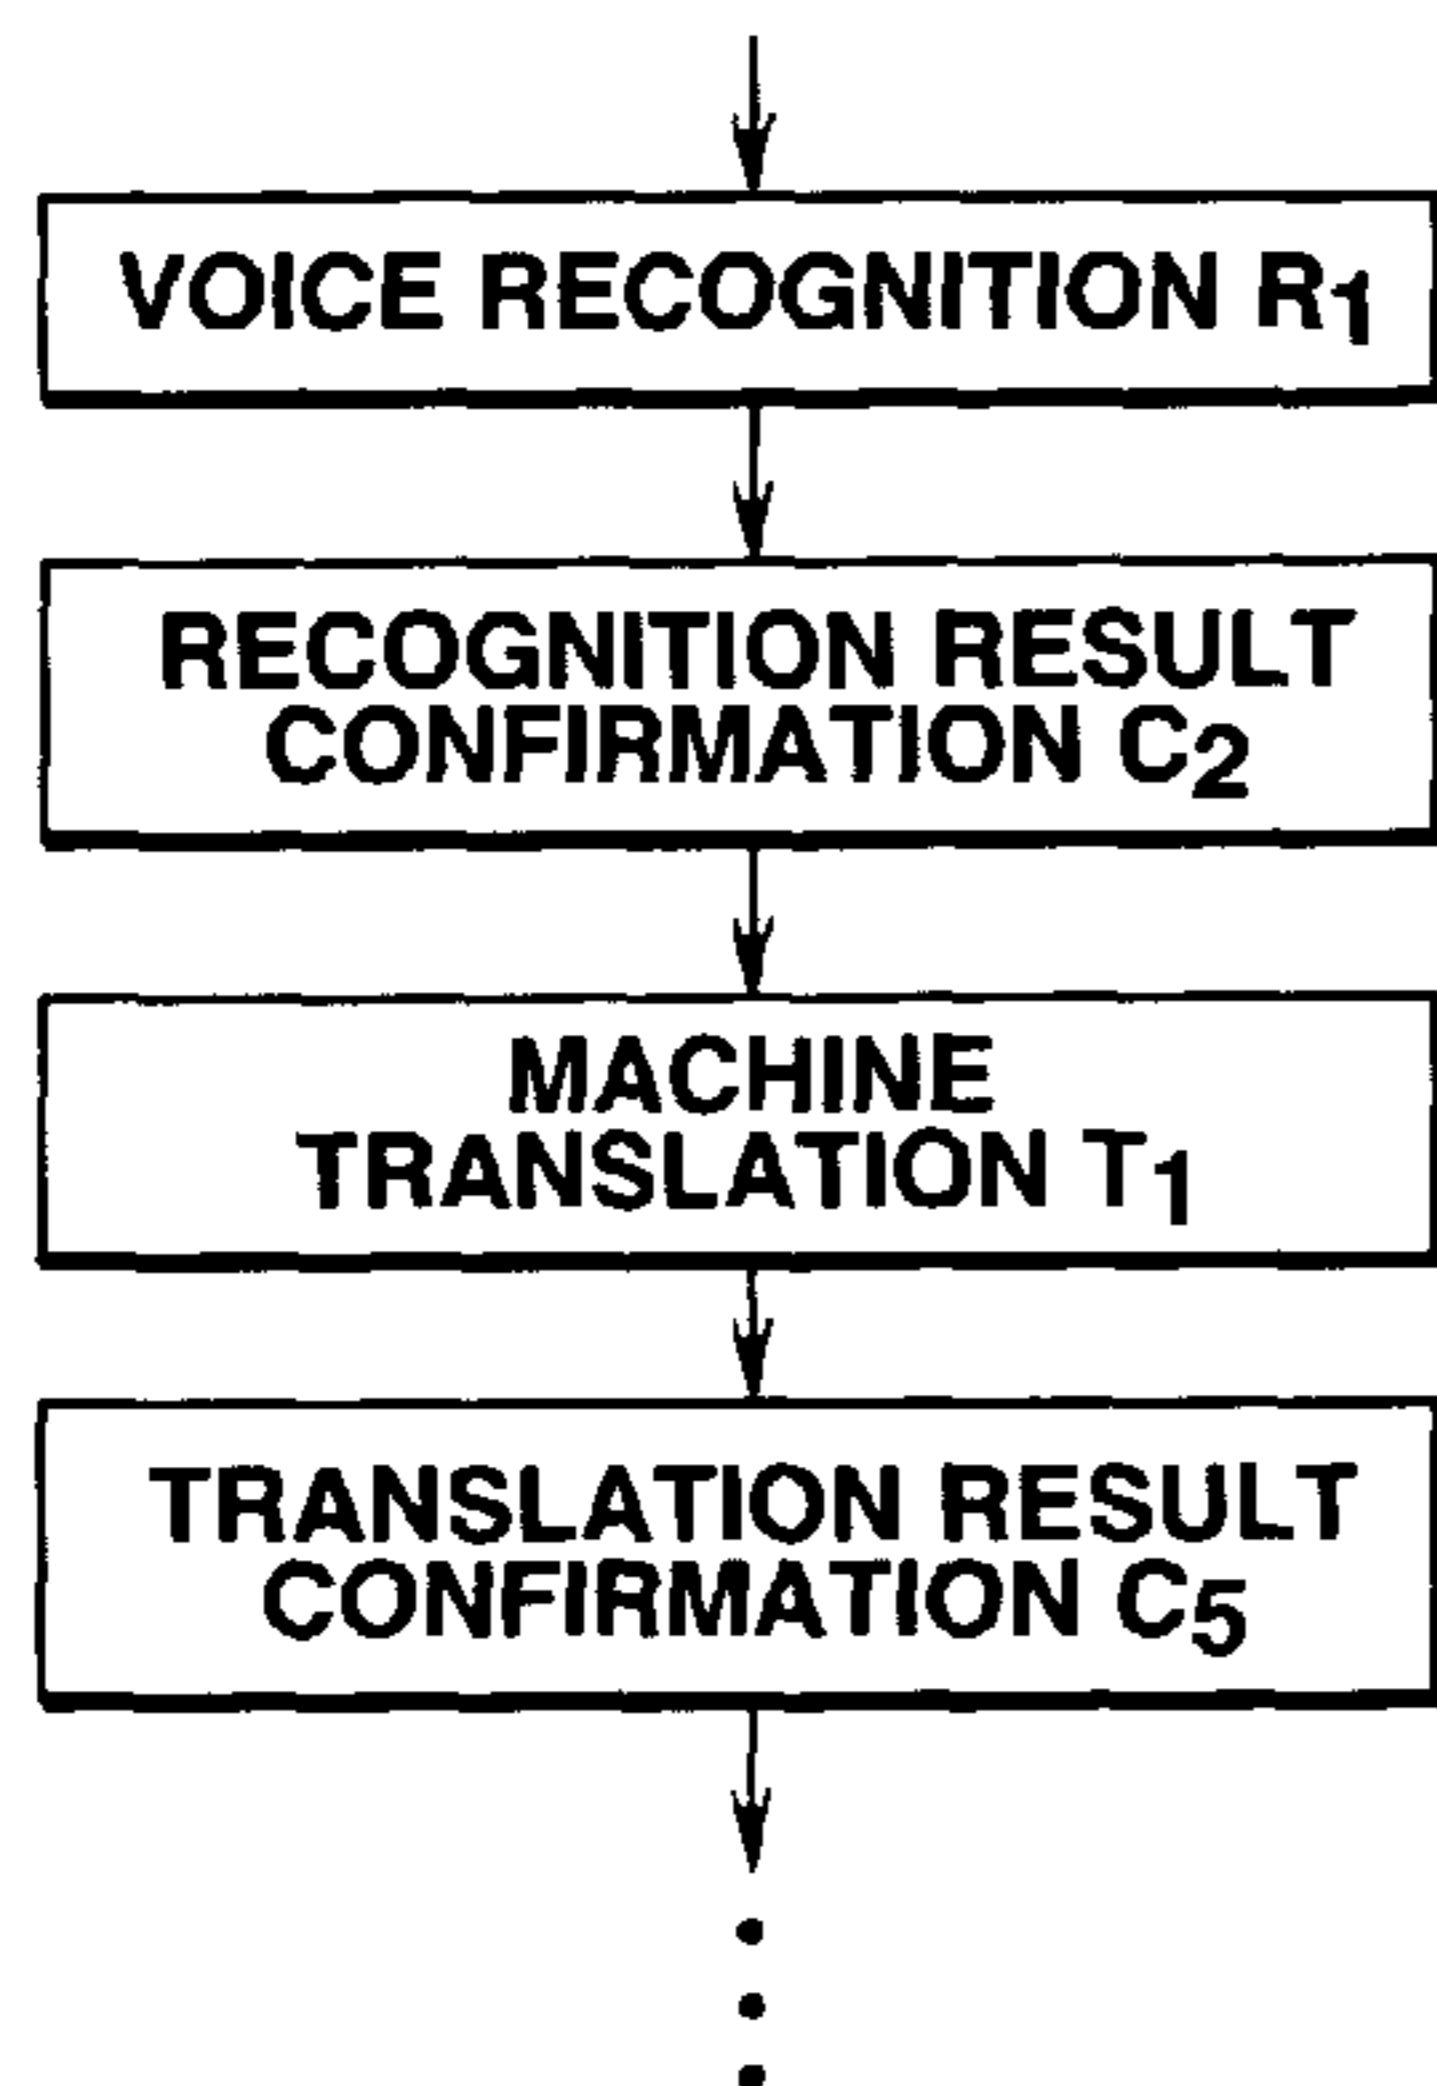 VOICE RECOGNITION R1
RECOGNITION RESULT
CONFIRMATION C2
MACHINE
TRANSLATION T1
TRANSLATION RESULT
CONFIRMATION C5